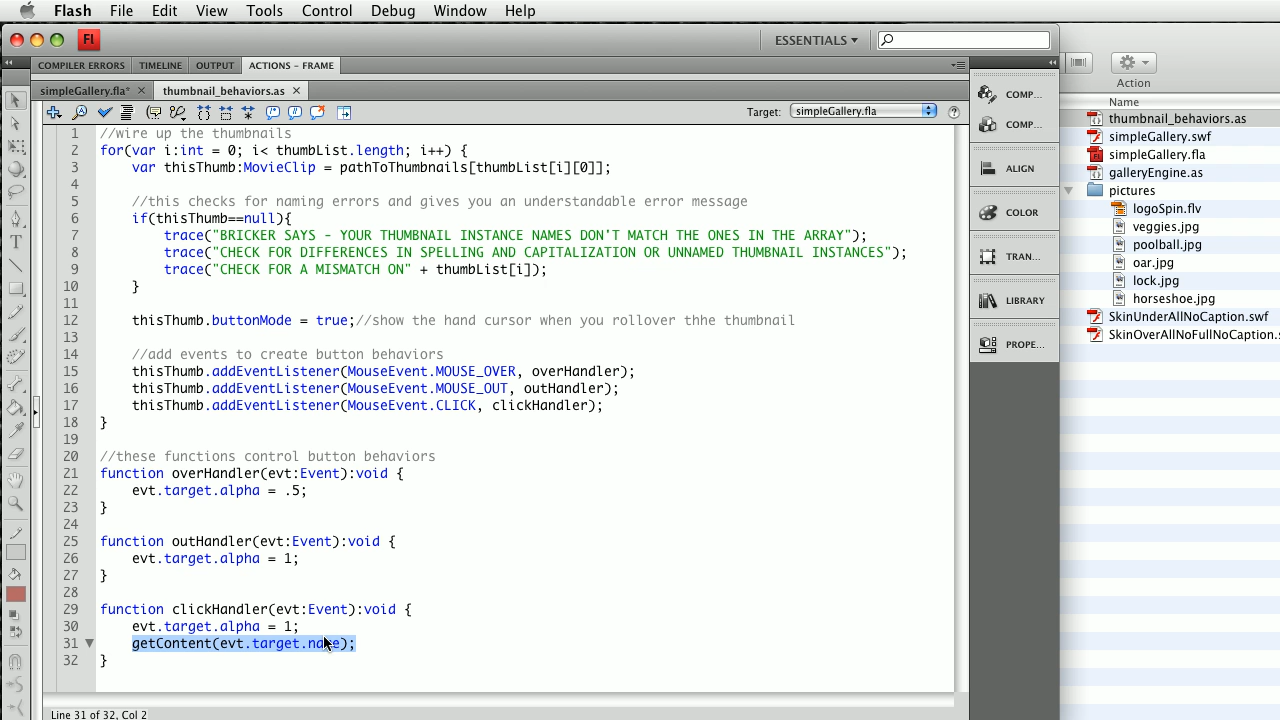 Flash File Edit View Tools Control Debug Window Help
Fl ESSENTIALS
COMPILER ERRORS TIMELINE OUTPUT ACTIONS – FRAME
simpleGallery.fla* thumbnail_behaviors.as
Target: simpleGallery.fla
1 //wire up the thumbnails
2 for(var i:int = 0; i< thumbList.length; i++) {
3 var thisThumb:MovieClip = pathToThumbnails[thumbList[i][0]];
4
5 //this checks for naming errors and gives you an understandable error message
6 if(thisThumb==null){
7 trace("BRICKER SAYS - YOUR THUMBNAIL INSTANCE NAMES DON'T MATCH THE ONES IN THE ARRAY");
8 trace("CHECK FOR DIFFERENCES IN SPELLING AND CAPITALIZATION OR UNNAMED THUMBNAIL INSTANCES");
9 trace("CHECK FOR A MISMATCH ON" + thumbList[i]);
10 }
11
12 thisThumb.buttonMode = true;//show the hand cursor when you rollover thhe thumbnail
13
14 //add events to create button behaviors
15 thisThumb.addEventListener(MouseEvent.MOUSE_OVER, overHandler);
16 thisThumb.addEventListener(MouseEvent.MOUSE_OUT, outHandler);
17 thisThumb.addEventListener(MouseEvent.CLICK, clickHandler);
18 }
19
20 //these functions control button behaviors
21 function overHandler(evt:Event):void {
22 evt.target.alpha = .5;
23 }
24
25 function outHandler(evt:Event):void {
26 evt.target.alpha = 1;
27 }
28
29 function clickHandler(evt:Event):void {
30 evt.target.alpha = 1;
31 getContent(evt.target.name);
32 }
Line 31 of 32, Col 2
COMP...
COMP...
ALIGN
COLOR
TRAN...
LIBRARY
PROPE...
Action
Name
thumbnail_behaviors.as
simpleGallery.swf
simpleGallery.fla
galleryEngine.as
pictures
logoSpin.flv
veggies.jpg
poolball.jpg
oar.jpg
lock.jpg
horseshoe.jpg
SkinUnderAllNoCaption.swf
SkinOverAllNoFullNoCaption.s